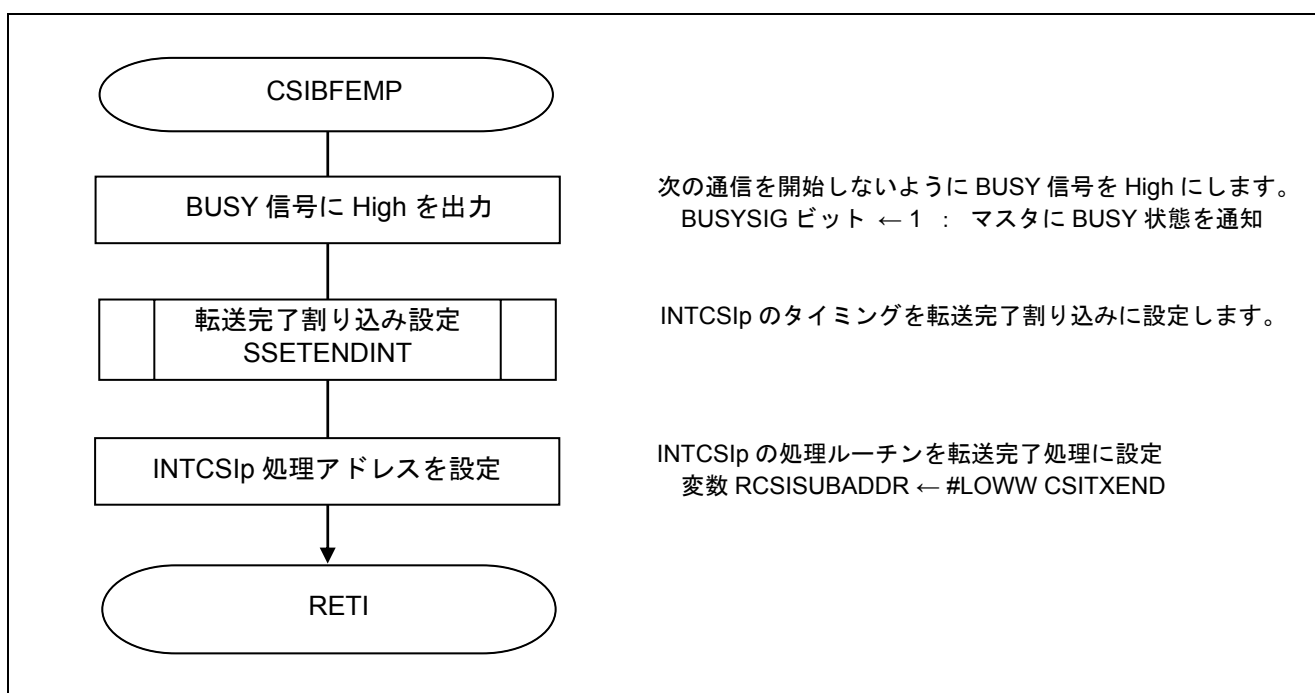 CSIBFEMP
BUSY 信号に High を出力
次の通信を開始しないように BUSY 信号を High にします。
BUSYSIG ビット ← 1 : マスタに BUSY 状態を通知
転送完了割り込み設定
SSETENDINT
INTCSIp のタイミングを転送完了割り込みに設定します。
INTCSIp 処理アドレスを設定
INTCSIp の処理ルーチンを転送完了処理に設定
変数 RCSISUBADDR ← #LOWW CSITXEND
RETI